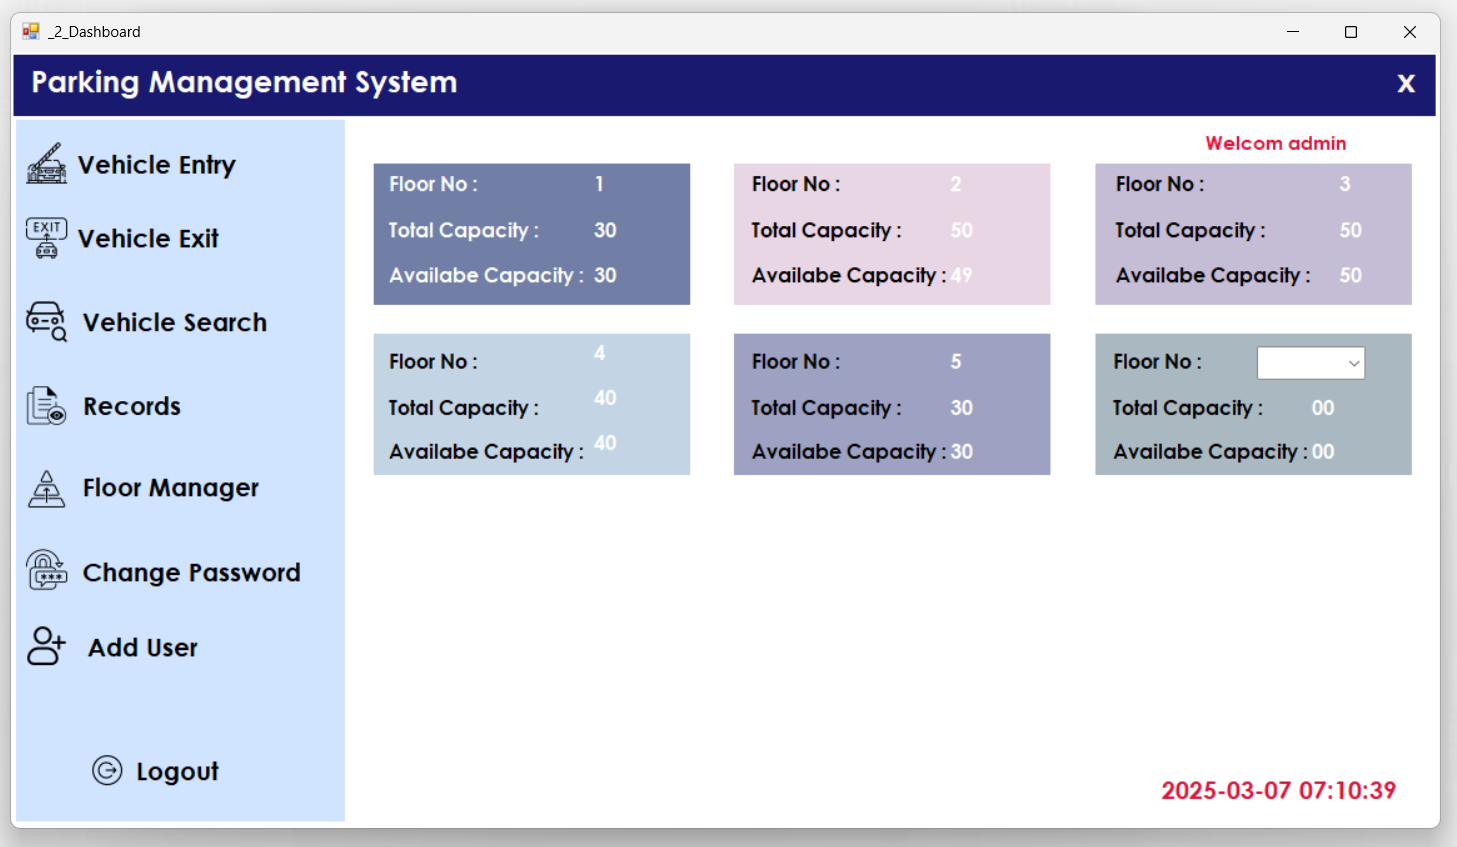 _2_Dashboard
Parking Management System
X
Welcom admin
Vehicle Entry
EXIT
Vehicle Exit
Vehicle Search
Records
Floor Manager
***
Change Password
Add User
Logout
Floor No : 1
Total Capacity : 30
Availabe Capacity : 30
Floor No : 2
Total Capacity : 50
Availabe Capacity : 49
Floor No : 3
Total Capacity : 50
Availabe Capacity : 50
Floor No : 4
Total Capacity : 40
Availabe Capacity : 40
Floor No : 5
Total Capacity : 30
Availabe Capacity : 30
Floor No :
Total Capacity : 00
Availabe Capacity : 00
2025-03-07 07:10:39